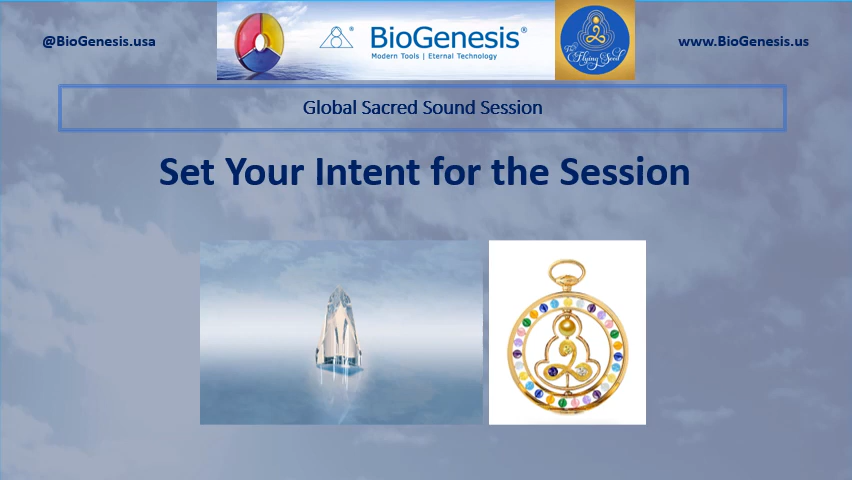 @BioGenesis.usa
BioGenesis®
Modern Tools | Eternal Technology
The Flying Seed
www.BioGenesis.us
Global Sacred Sound Session
Set Your Intent for the Session